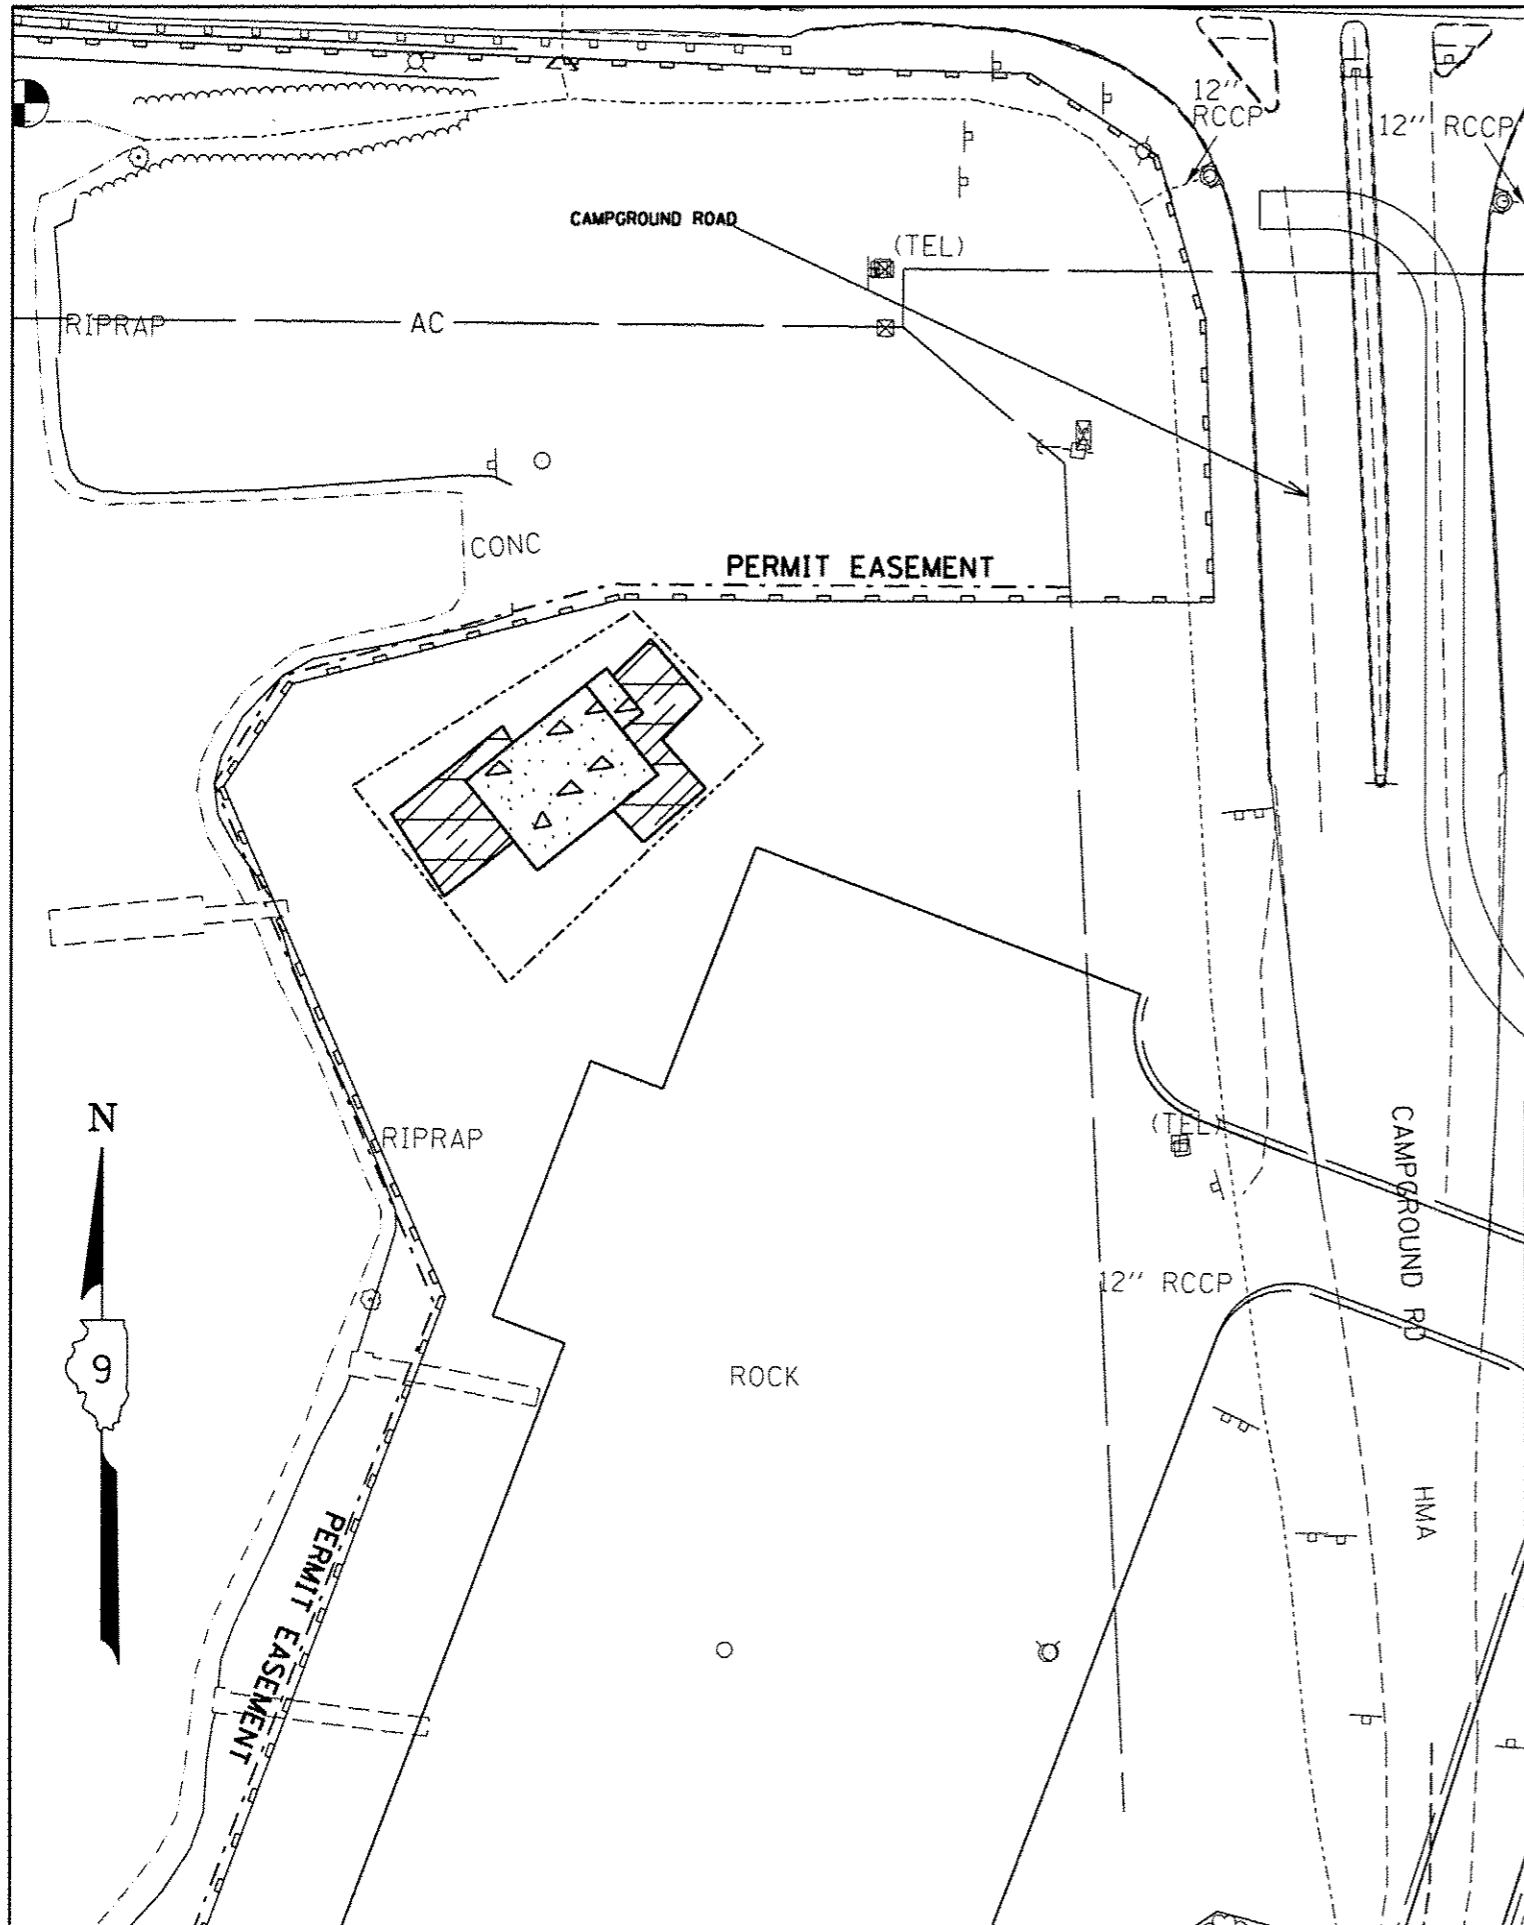 12" RCCP
12" RCCP
CAMPGROUND ROAD
(TEL)
RIPRAP
AC
CONC
PERMIT EASEMENT
N
RIPRAP
(TEL)
CAMPGROUND RD
12" RCCP
9
ROCK
HMA
PERMIT EASEMENT